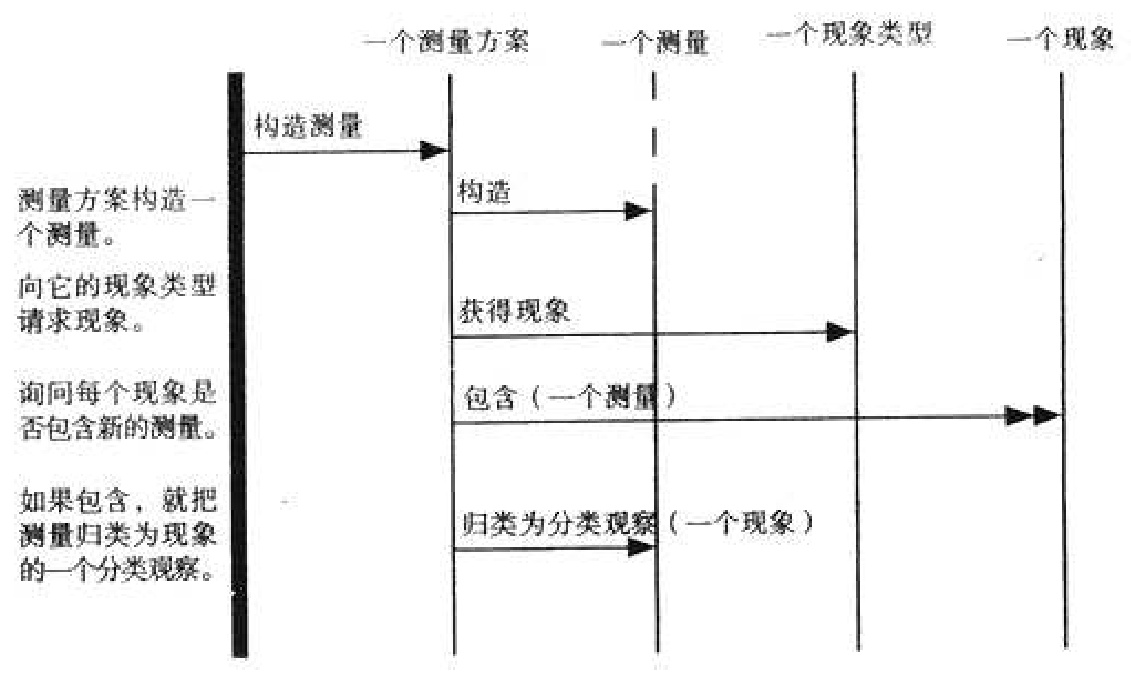 一个测量方案
一个测量
一个现象类型
一个现象
构造测量
测量方案构造一
个测量。
构造
向它的现象类型
请求现象。
获得现象
询问每个现象是
否包含新的测量。
包含（一个测量）
如果包含，就把
测量归类为现象
的一个分类观察。
归类为分类观察（一个现象）